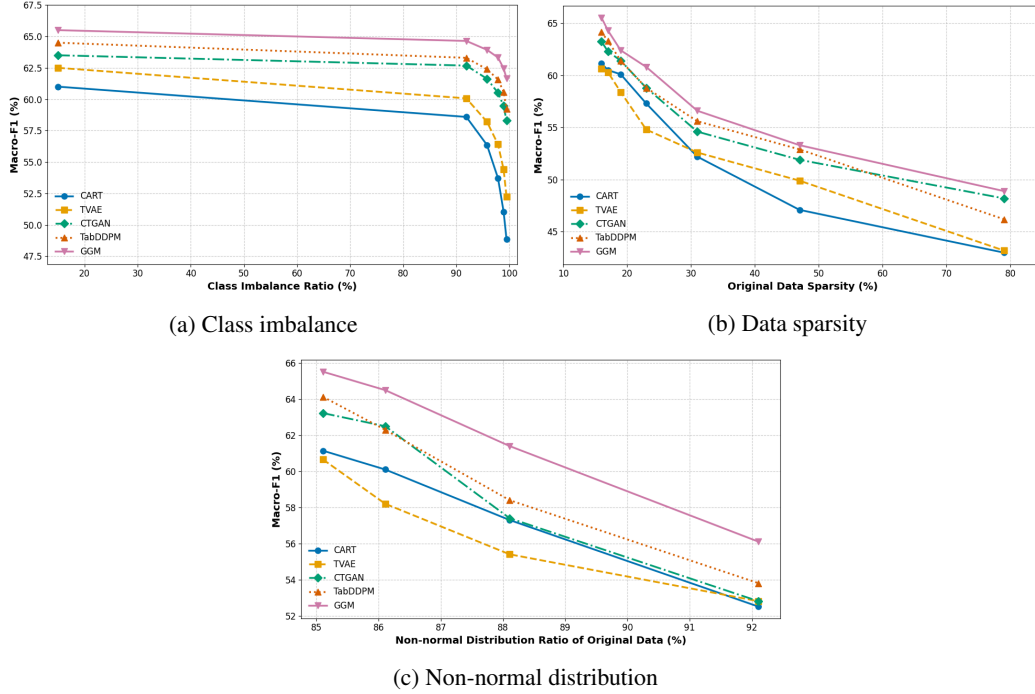 67.5
65.0
62.5
60.0
57.5
55.0
52.5
50.0
47.5
Macro-F1 (%)
CART
TVAE
CTGAN
TabDDPM
GGM
20 30 40 50 60 70 80 90 100
Class Imbalance Ratio (%)
(a) Class imbalance
65
60
55
50
45
Macro-F1 (%)
CART
TVAE
CTGAN
TabDDPM
GGM
10 20 30 40 50 60 70 80
Original Data Sparsity (%)
(b) Data sparsity
66
64
62
60
58
56
54
52
Macro-F1 (%)
CART
TVAE
CTGAN
TabDDPM
GGM
85 86 87 88 89 90 91 92
Non-normal Distribution Ratio of Original Data (%)
(c) Non-normal distribution